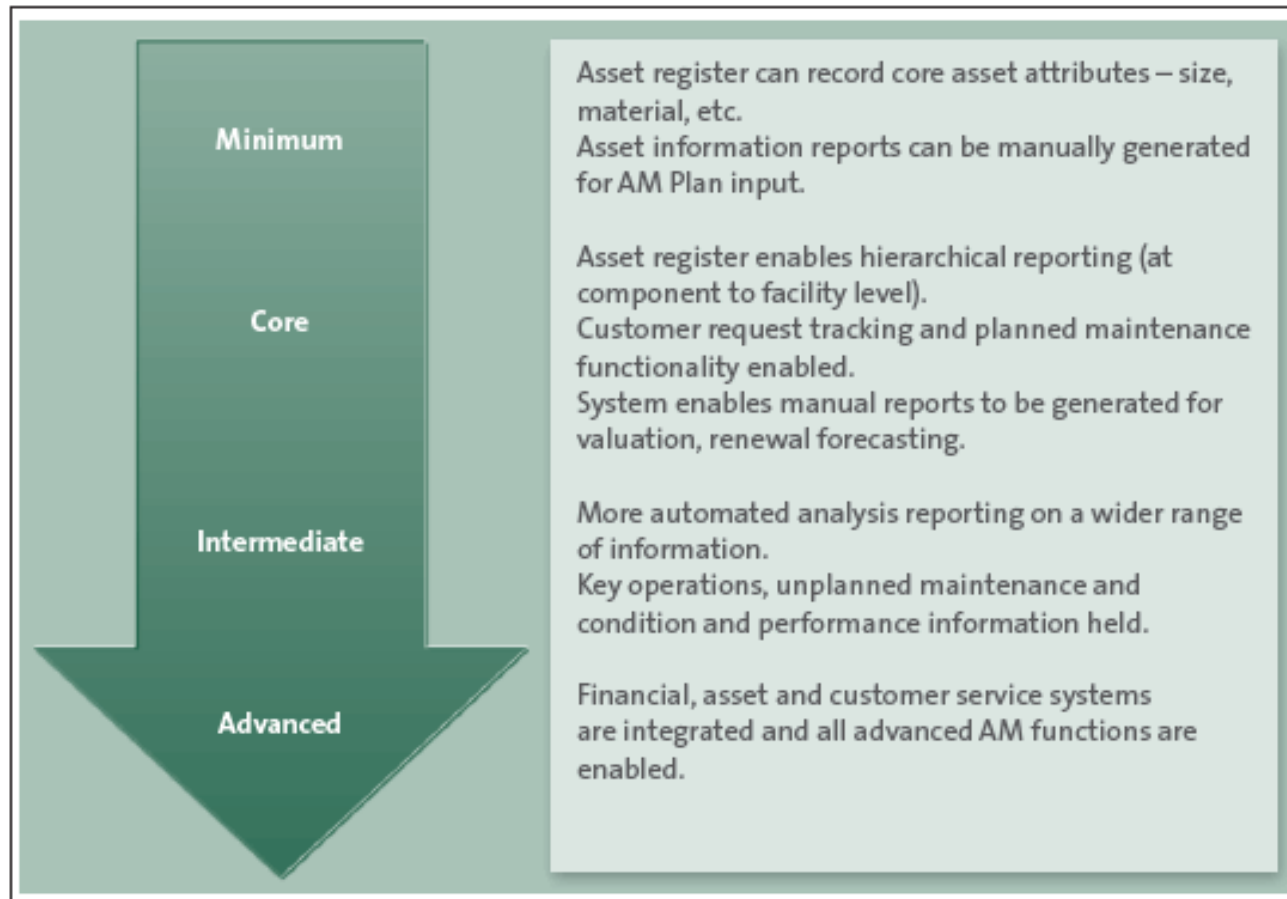 Minimum
Asset register can record core asset attributes – size,
material, etc.
Asset information reports can be manually generated
for AM Plan input.
Core
Asset register enables hierarchical reporting (at
component to facility level).
Customer request tracking and planned maintenance
functionality enabled.
System enables manual reports to be generated for
valuation, renewal forecasting.
Intermediate
More automated analysis reporting on a wider range
of information.
Key operations, unplanned maintenance and
condition and performance information held.
Advanced
Financial, asset and customer service systems
are integrated and all advanced AM functions are
enabled.